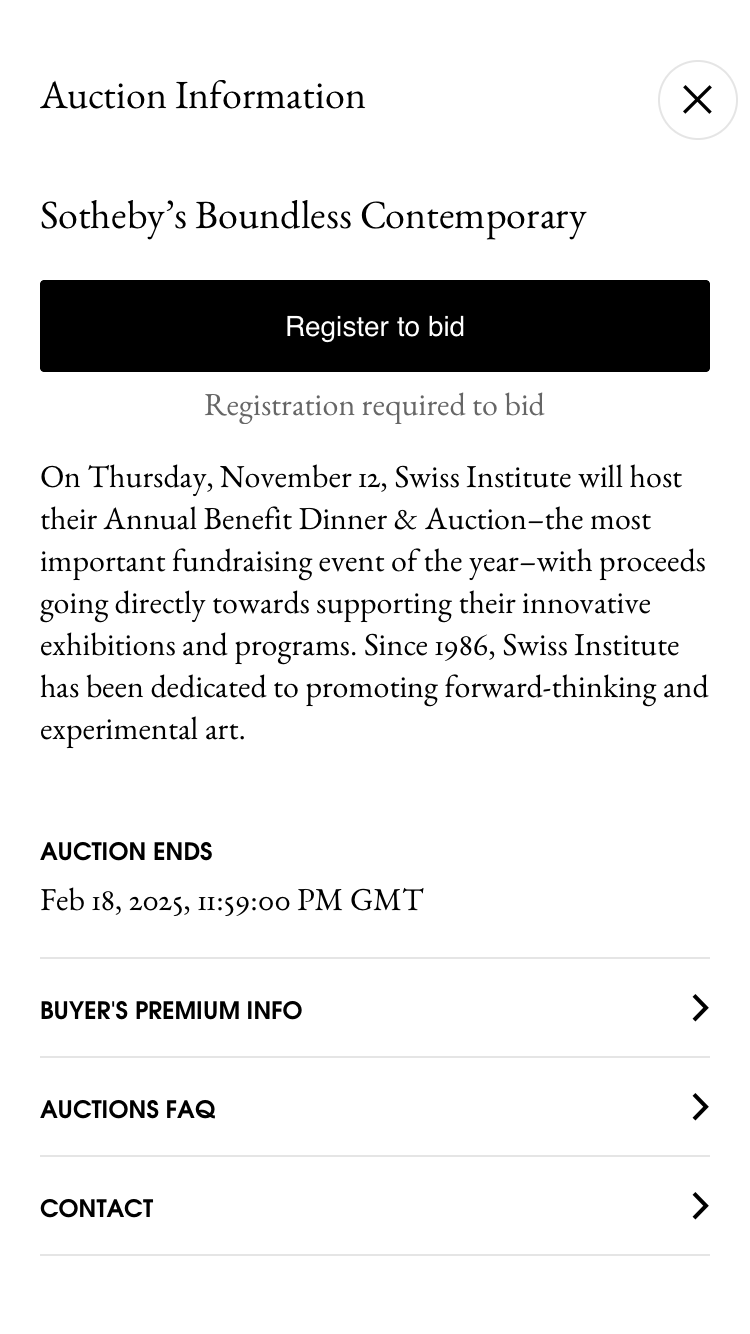 Auction Information
Sotheby’s Boundless Contemporary
Register to bid
Registration required to bid
On Thursday, November 12, Swiss Institute will host
their Annual Benefit Dinner & Auction–the most
important fundraising event of the year–with proceeds
going directly towards supporting their innovative
exhibitions and programs. Since 1986, Swiss Institute
has been dedicated to promoting forward-thinking and
experimental art.
AUCTION ENDS
Feb 18, 2025, 11:59:00 PM GMT
BUYER'S PREMIUM INFO
AUCTIONS FAQ
CONTACT